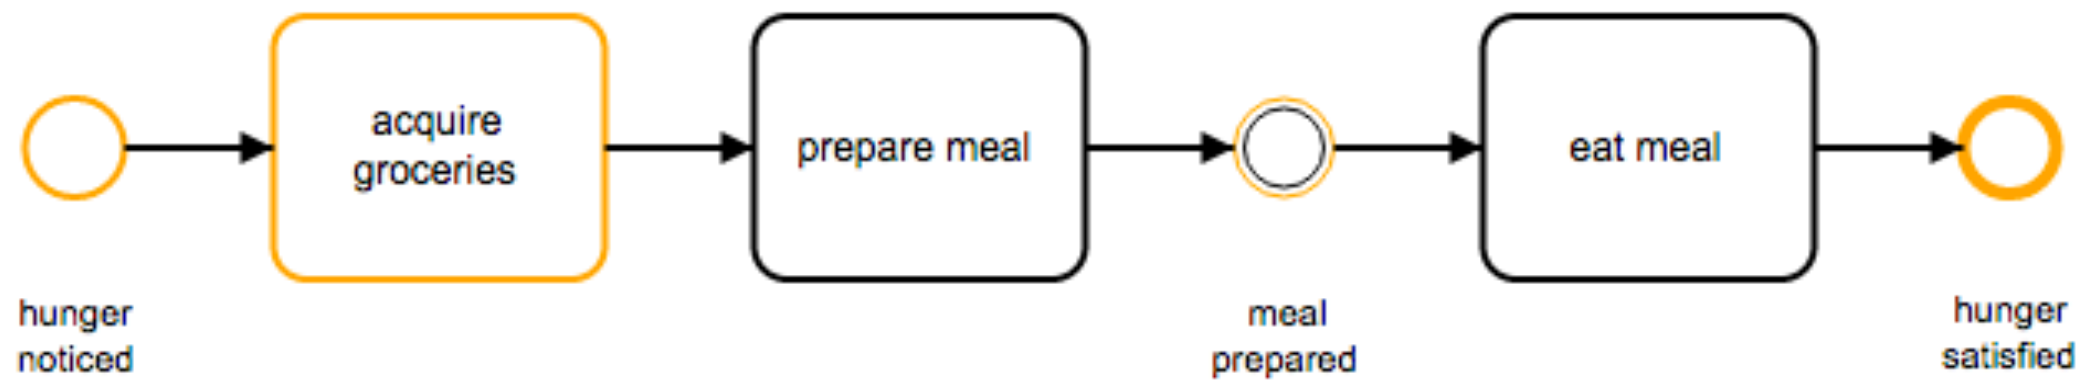 acquire
groceries
prepare meal
eat meal
hunger
noticed
meal
prepared
hunger
satisfied